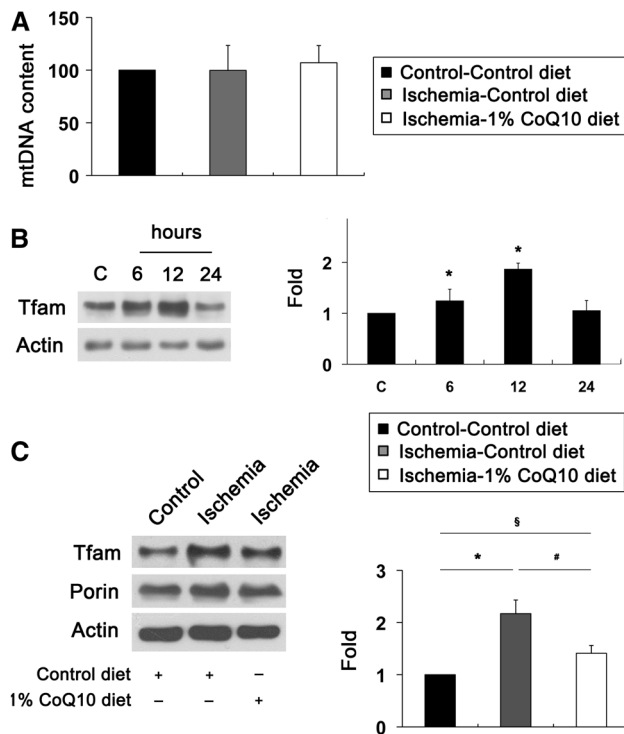 A
150
100
50
0
mtDNA content
Control-Control diet
Ischemia-Control diet
Ischemia-1% CoQ10 diet
B
hours
C 6 12 24
Tfam
Actin
2
1
0
Fold
* *
C 6 12 24
Control-Control diet
Ischemia-Control diet
Ischemia-1% CoQ10 diet
C
Control Ischemia Ischemia
Tfam
Porin
Actin
Control diet + + –
1% CoQ10 diet – – +
§
* #
3
2
1
0
Fold